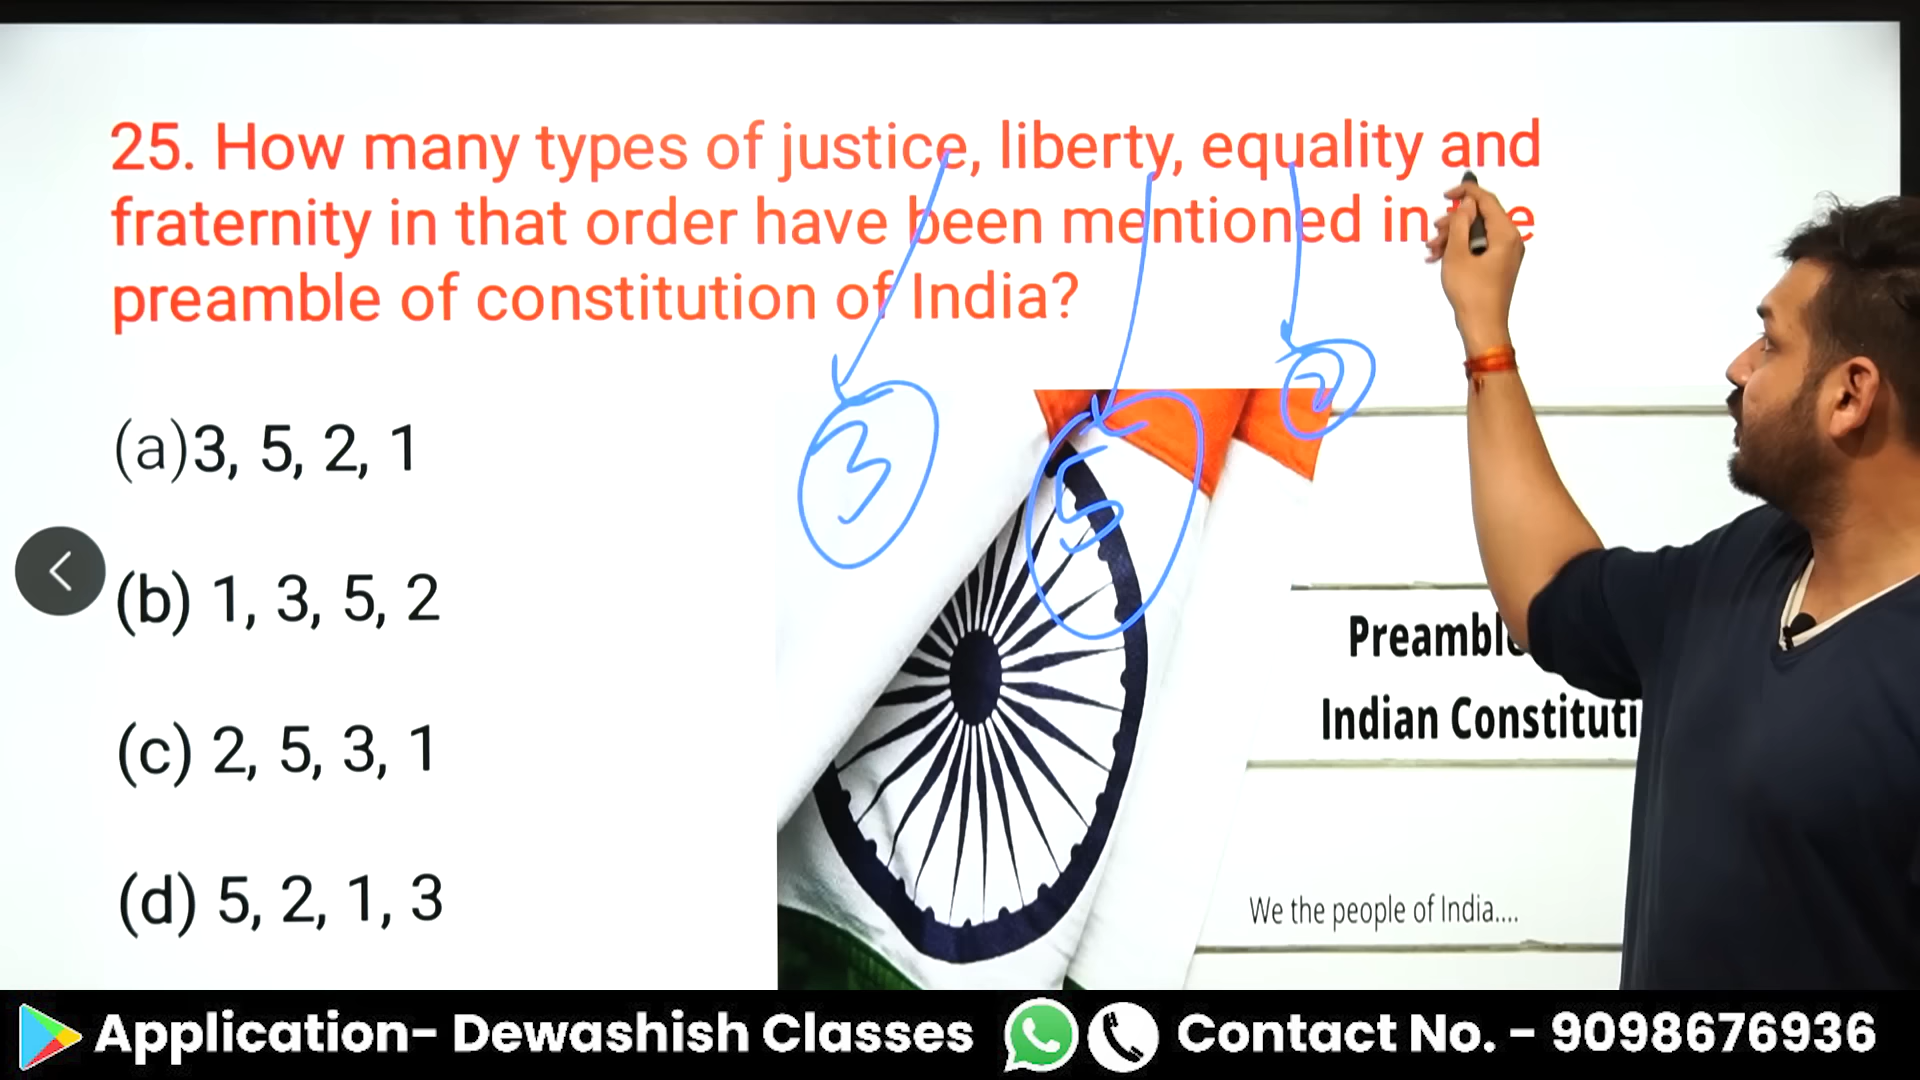 25. How many types of justice, liberty, equality and
fraternity in that order have been mentioned in the
preamble of constitution of India?
(a)3, 5, 2, 1
(b) 1, 3, 5, 2
(c) 2, 5, 3, 1
(d) 5, 2, 1, 3
3
5
2
Preamble
Indian Constituti
We the people of India....
Application- Dewashish Classes
Contact No. - 9098676936